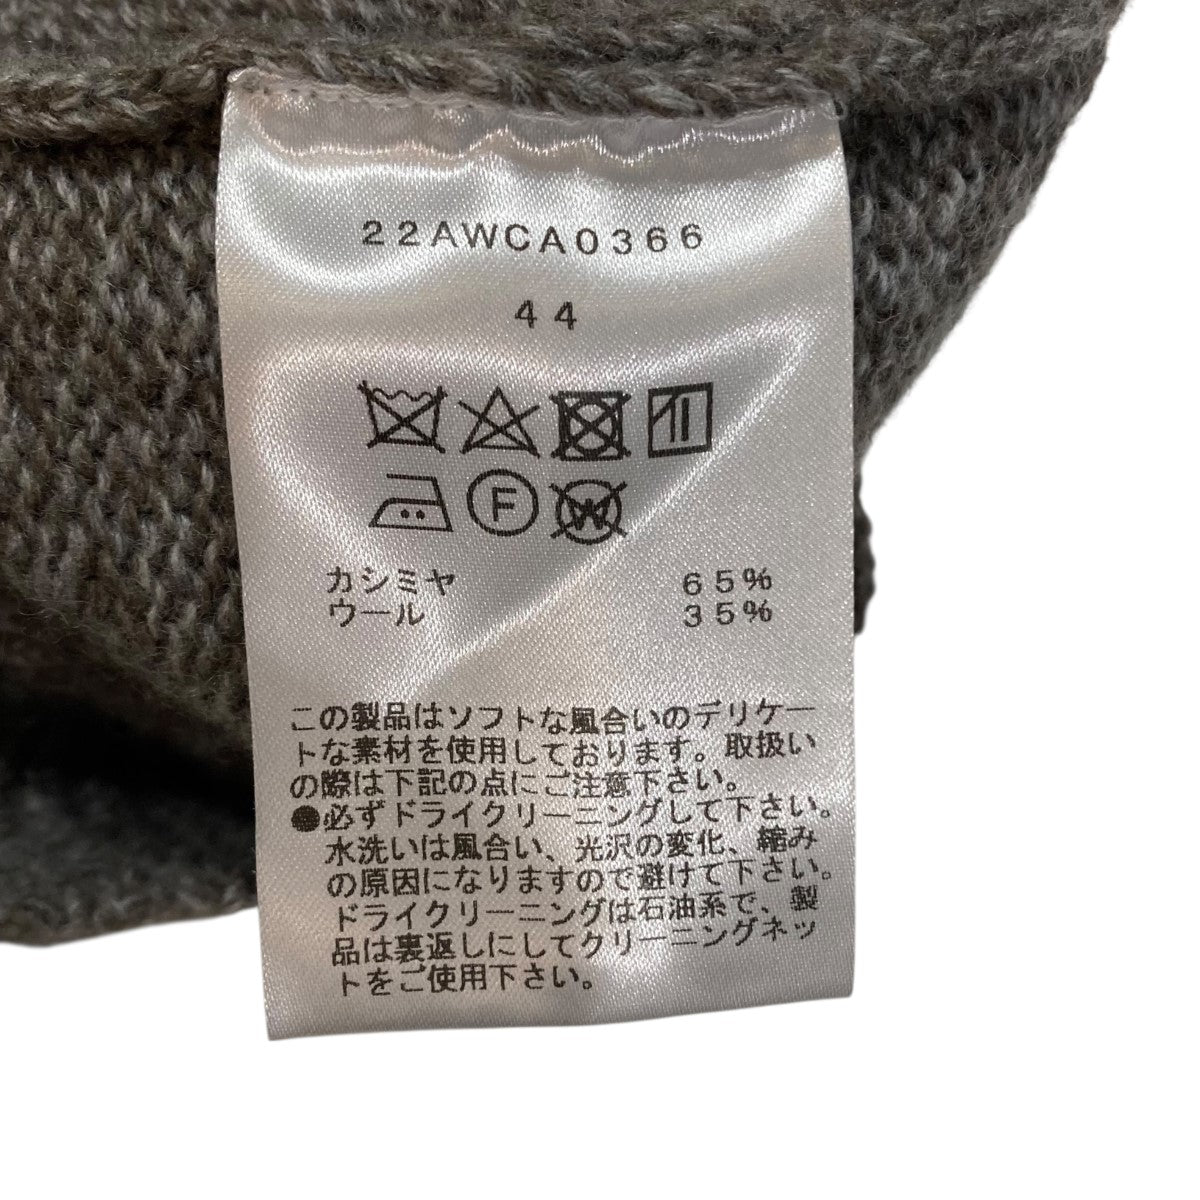 22AWCA0366
44
F
W
カシミヤ 65%
ウール 35%
この製品はソフトな風合いのデリケー
トな素材を使用しております。取扱い
の際は下記の点にご注意下さい。
●必ずドライクリーニングして下さい。
水洗いは風合い、光沢の変化、縮み
の原因になりますので避けて下さい。
ドライクリーニングは石油系で、製
品は裏返しにしてクリーニングネッ
トをご使用下さい。